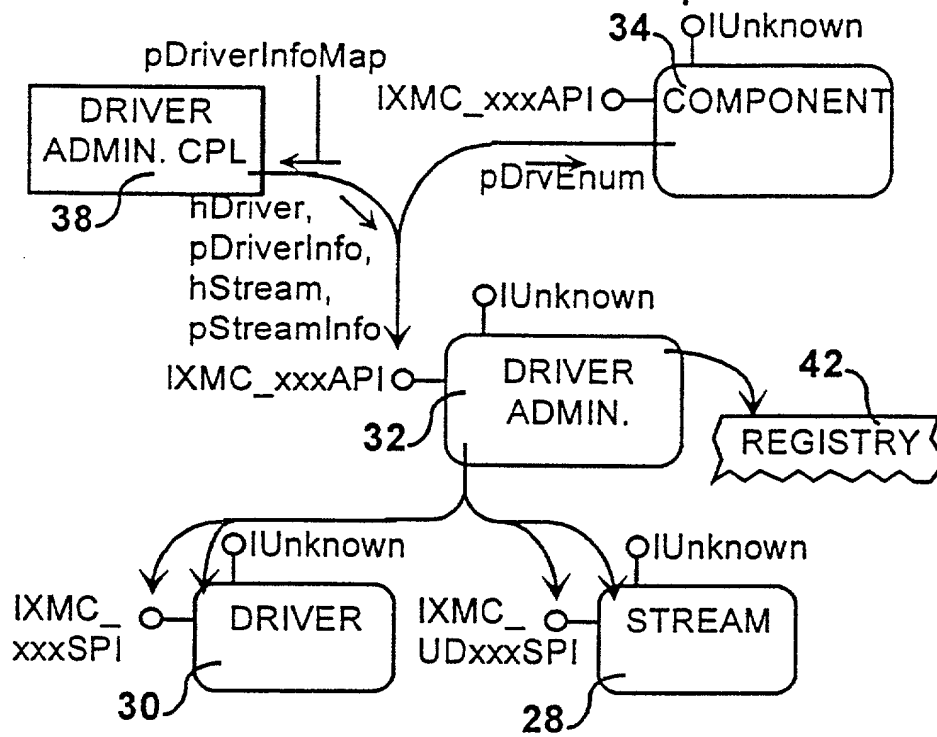 34
IUnknown
pDriverInfoMap
IXMC_xxxAPI
COMPONENT
DRIVER
ADMIN. CPL
pDrvEnum
38
hDriver,
pDriverInfo,
hStream,
pStreamInfo
IUnknown
IXMC_xxxAPI
DRIVER
ADMIN.
32
42
REGISTRY
IUnknown
IUnknown
IXMC_
xxxSPI
DRIVER
IXMC_
UDxxxSPI
STREAM
30
28